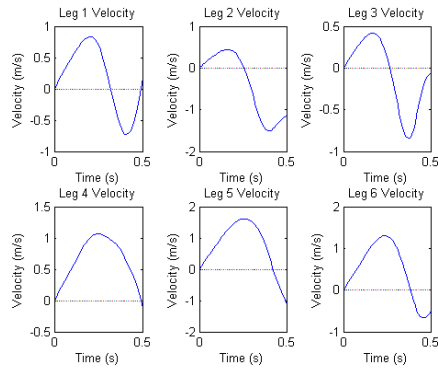 Leg 1 Velocity
Velocity (m/s)
1
0.5
0
-0.5
-1
0
0.5
Time (s)
Leg 2 Velocity
Velocity (m/s)
1
0
-1
-2
0
0.5
Time (s)
Leg 3 Velocity
Velocity (m/s)
0.5
0
-0.5
-1
0
0.5
Time (s)
Leg 4 Velocity
Velocity (m/s)
1.5
1
0.5
0
-0.5
0
0.5
Time (s)
Leg 5 Velocity
Velocity (m/s)
2
1
0
-1
-2
0
0.5
Time (s)
Leg 6 Velocity
Velocity (m/s)
2
1
0
-1
0
0.5
Time (s)